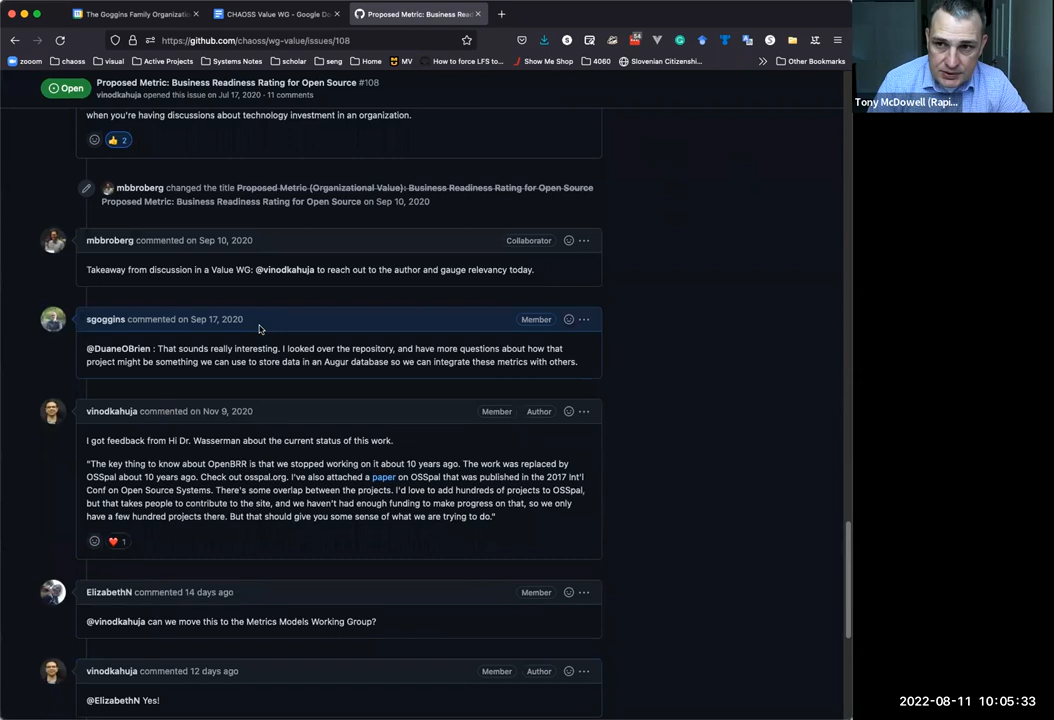 The Goggins Family Organizatio
CHAOSS Value WG - Google Do
Proposed Metric: Business Read
https://github.com/chaoss/wg-value/issues/108
64
zooom
chaoss
visual
Active Projects
Systems Notes
scholar
seng
Home
MV
How to force LFS to...
Show Me Shop
4060
Slovenian Citizenshi...
Other Bookmarks
Tony McDowell (Rapi...
Open
Proposed Metric: Business Readiness Rating for Open Source #108
vinodkahuja opened this issue on Jul 17, 2020 · 11 comments
when you're having discussions about technology investment in an organization.
👍 2
mbbroberg changed the title Proposed Metric (Organizational Value): Business Readiness Rating for Open Source
Proposed Metric: Business Readiness Rating for Open Source on Sep 10, 2020
mbbroberg commented on Sep 10, 2020
Collaborator
Takeaway from discussion in a Value WG: @vinodkahuja to reach out to the author and gauge relevancy today.
sgoggins commented on Sep 17, 2020
Member
@DuaneOBrien : That sounds really interesting. I looked over the repository, and have more questions about how that
project might be something we can use to store data in an Augur database so we can integrate these metrics with others.
vinodkahuja commented on Nov 9, 2020
Member Author
I got feedback from Hi Dr. Wasserman about the current status of this work.
"The key thing to know about OpenBRR is that we stopped working on it about 10 years ago. The work was replaced by
OSSpal about 10 years ago. Check out osspal.org. I've also attached a paper on OSSpal that was published in the 2017 Int'l
Conf on Open Source Systems. There's some overlap between the projects. I'd love to add hundreds of projects to OSSpal,
but that takes people to contribute to the site, and we haven't had enough funding to make progress on that, so we only
have a few hundred projects there. But that should give you some sense of what we are trying to do."
❤️ 1
ElizabethN commented 14 days ago
Member
@vinodkahuja can we move this to the Metrics Models Working Group?
vinodkahuja commented 12 days ago
Member Author
@ElizabethN Yes!
2022-08-11 10:05:33